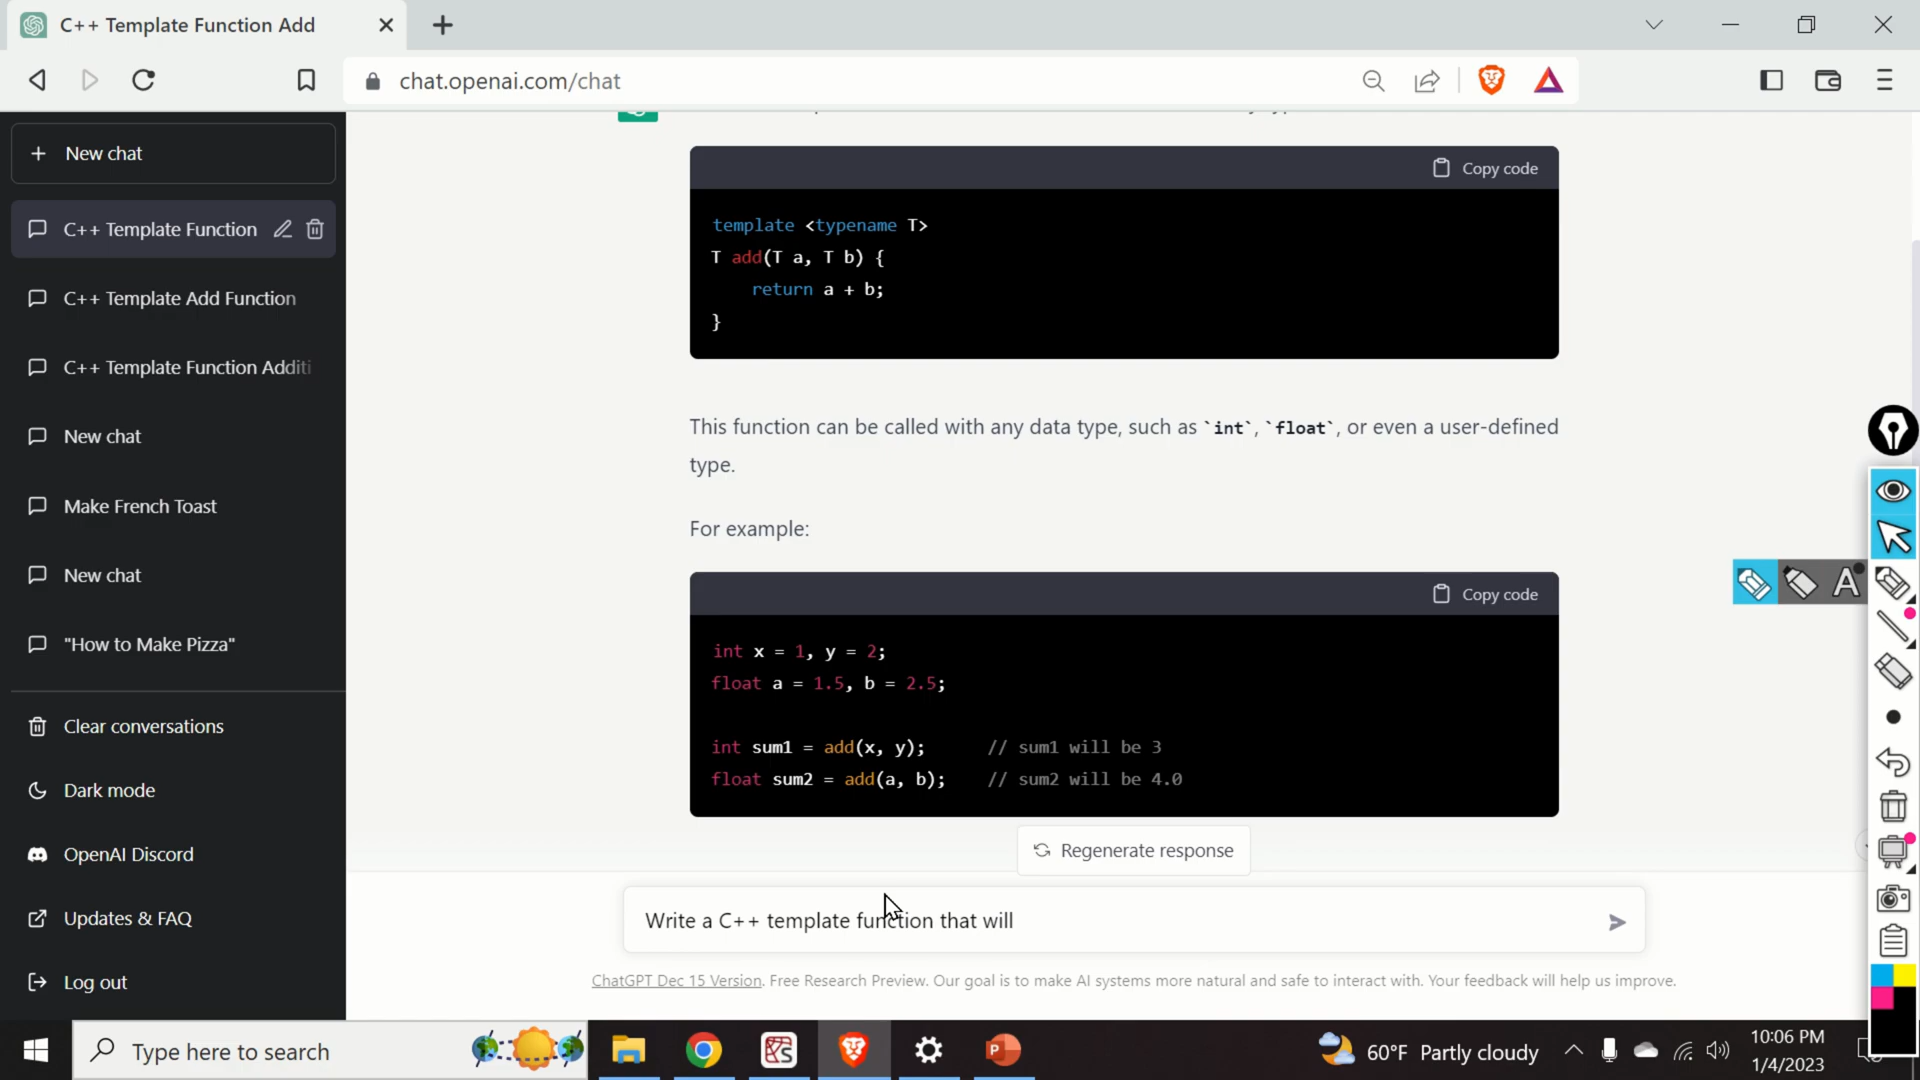 C++ Template Function Add
chat.openai.com/chat
New chat
C++ Template Function
C++ Template Add Function
C++ Template Function Additi
New chat
Make French Toast
New chat
"How to Make Pizza"
Clear conversations
Dark mode
OpenAI Discord
Updates & FAQ
Log out
Copy code
template <typename T>
T add(T a, T b) {
return a + b;
}
This function can be called with any data type, such as `int`, `float`, or even a user-defined
type.
For example:
Copy code
int x = 1, y = 2;
float a = 1.5, b = 2.5;
int sum1 = add(x, y); // sum1 will be 3
float sum2 = add(a, b); // sum2 will be 4.0
Regenerate response
Write a C++ template function that will
ChatGPT Dec 15 Version. Free Research Preview. Our goal is to make AI systems more natural and safe to interact with. Your feedback will help us improve.
A
Type here to search
60°F Partly cloudy
10:06 PM
1/4/2023